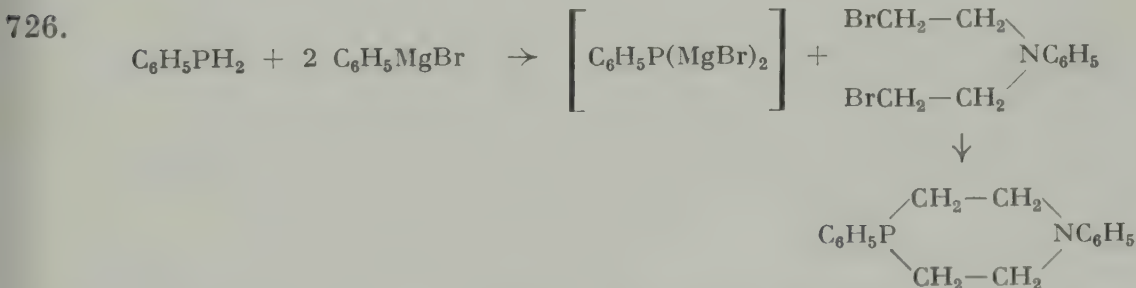 726.
BrCH₂—CH₂
C₆H₅PH₂ + 2 C₆H₅MgBr → [C₆H₅P(MgBr)₂] + NC₆H₅
BrCH₂—CH₂
↓
CH₂—CH₂
C₆H₅P NC₆H₅
CH₂—CH₂